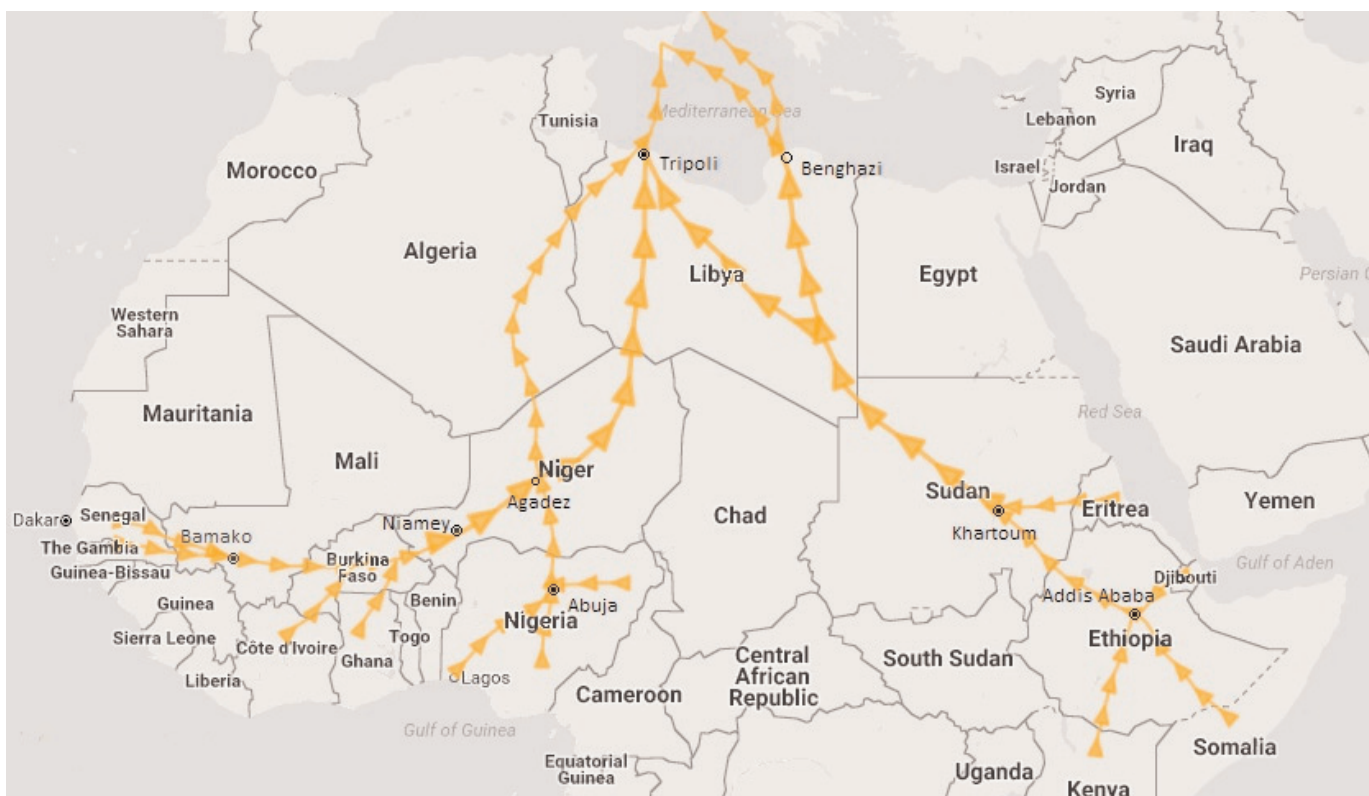 Syria
Lebanon
Mediterranean Sea
Tunisia
Iraq
Morocco
Tripoli
Benghazi
Israel
Jordan
Algeria
Libya
Egypt
Persian G
Western
Sahara
Saudi Arabia
Mauritania
Red Sea
Mali
Niger
Agadez
Sudan
Eritrea
Yemen
Dakar
Senegal
Niamey
Chad
Khartoum
Bamako
The Gambia
Burkina
Faso
Gulf of Aden
Guinea-Bissau
Djibouti
Benin
Abuja
Addis Ababa
Guinea
Nigeria
Sierra Leone
Côte d'Ivoire
Togo
Ethiopia
Ghana
Central
African
Republic
South Sudan
Liberia
Lagos
Cameroon
Gulf of Guinea
Somalia
Equatorial
Guinea
Uganda
Kenya